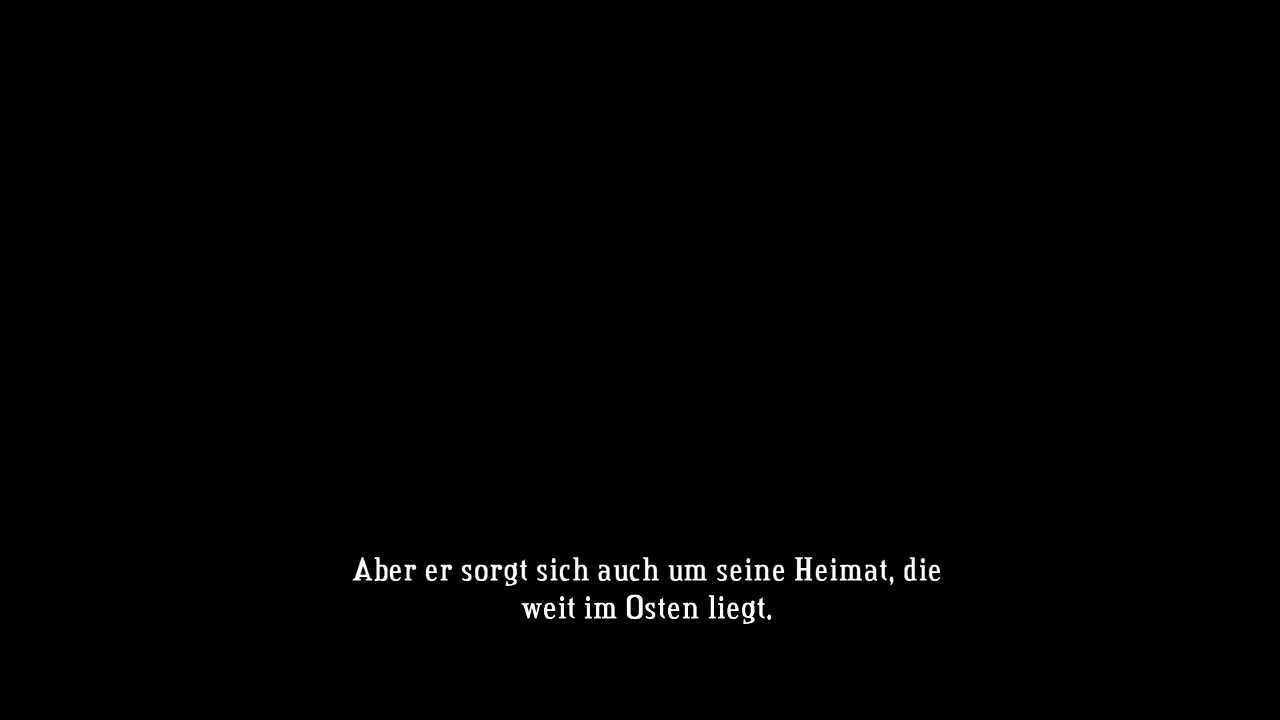 Aber er sorgt sich auch um seine Heimat, die
weit im Osten liegt.